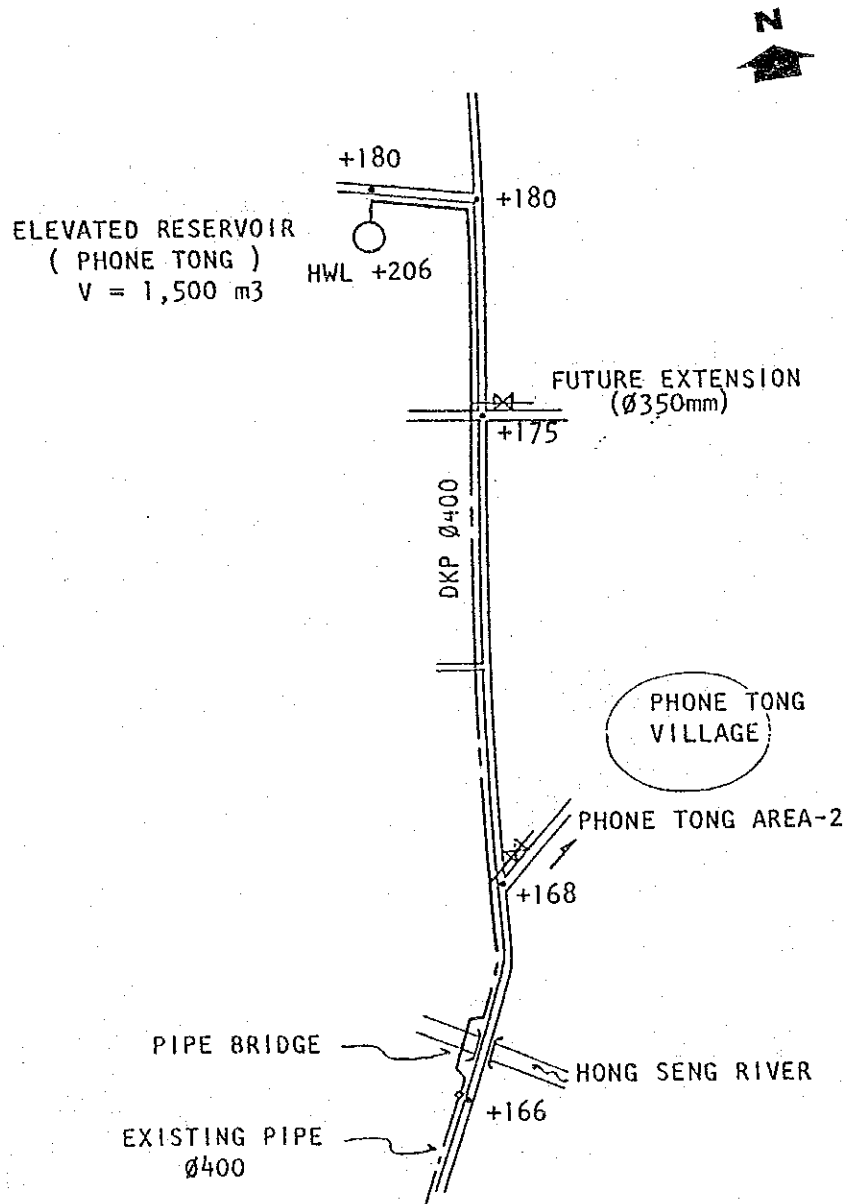 N
+180
+180
ELEVATED RESERVOIR
( PHONE TONG )
V = 1,500 m3
HWL +206
FUTURE EXTENSION
(Ø350mm)
+175
DKP Ø400
PHONE TONG
VILLAGE
PHONE TONG AREA-2
+168
PIPE BRIDGE
HONG SENG RIVER
+166
EXISTING PIPE
Ø400